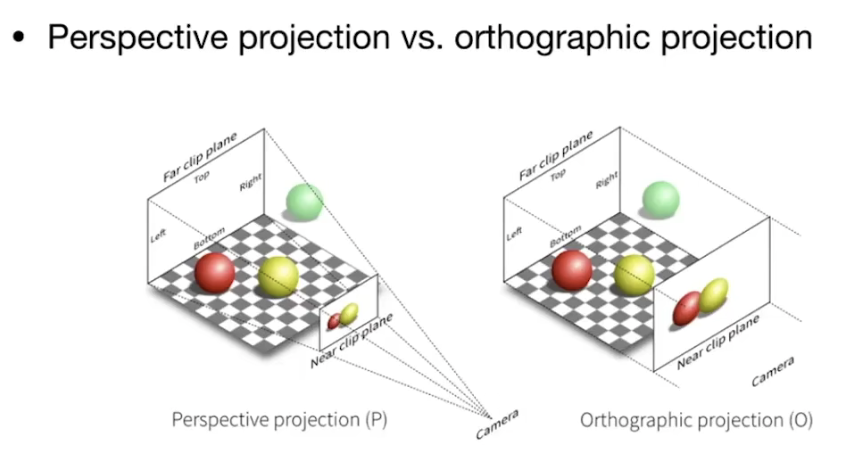 • Perspective projection vs. orthographic projection
Far clip plane
Top
Right
Left
Bottom
Near clip plane
Camera
Perspective projection (P)
Far clip plane
Top
Right
Left
Bottom
Near clip plane
Camera
Orthographic projection (O)